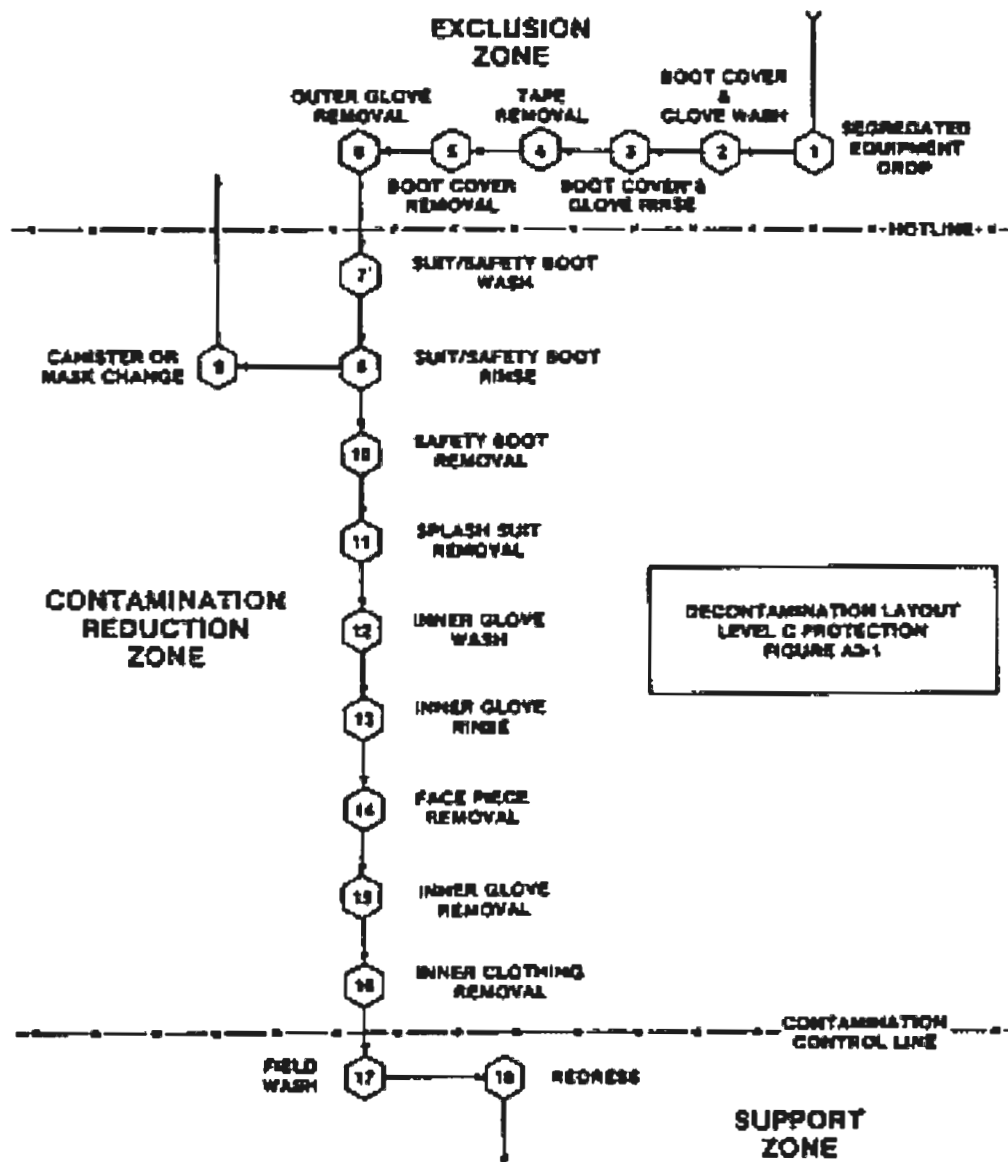 EXCLUSION
ZONE
OUTER GLOVE
REMOVAL
TAPE
REMOVAL
BOOT COVER
&
GLOVE WASH
SEGREGATED
EQUIPMENT
DROP
6
5
4
3
2
1
BOOT COVER
REMOVAL
BOOT COVER &
GLOVE RINSE
HOTLINE
7
SUIT/SAFETY BOOT
WASH
CANISTER OR
MASK CHANGE
9
8
SUIT/SAFETY BOOT
RINSE
10
SAFETY BOOT
REMOVAL
11
SPLASH SUIT
REMOVAL
CONTAMINATION
REDUCTION
ZONE
DECONTAMINATION LAYOUT
LEVEL C PROTECTION
FIGURE A3-1
12
INNER GLOVE
WASH
13
INNER GLOVE
RINSE
14
FACE PIECE
REMOVAL
15
INNER GLOVE
REMOVAL
16
INNER CLOTHING
REMOVAL
CONTAMINATION
CONTROL LINE
FIELD
WASH
17
18
REDRESS
SUPPORT
ZONE